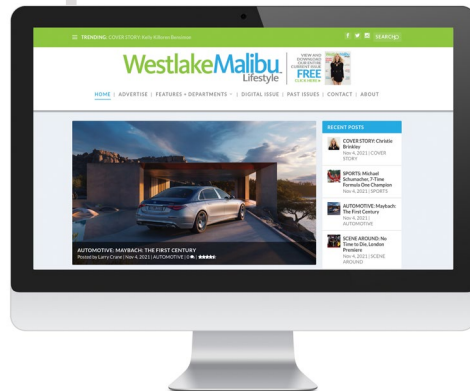 TRENDING: COVER STORY: Kelly Killoren Bensimon
SEARCH
WestlakeMalibu
Lifestyle
VIEW AND
DOWNLOAD
OUR ENTIRE
CURRENT ISSUE
FREE
CLICK HERE
HOME | ADVERTISE | FEATURES + DEPARTMENTS | DIGITAL ISSUE | PAST ISSUES | CONTACT | ABOUT
AUTOMOTIVE: MAYBACH: THE FIRST CENTURY
Posted by Larry Crane | Nov 4, 2021 | AUTOMOTIVE | 0
RECENT POSTS
COVER STORY: Christie
Brinkley
Nov 4, 2021 | COVER
STORY
SPORTS: Michael
Schumacher, 7-Time
Formula One Champion
Nov 4, 2021 | SPORTS
AUTOMOTIVE: Maybach:
The First Century
Nov 4, 2021 |
AUTOMOTIVE
SCENE AROUND: No
Time to Die, London
Premiere
Nov 4, 2021 | SCENE
AROUND